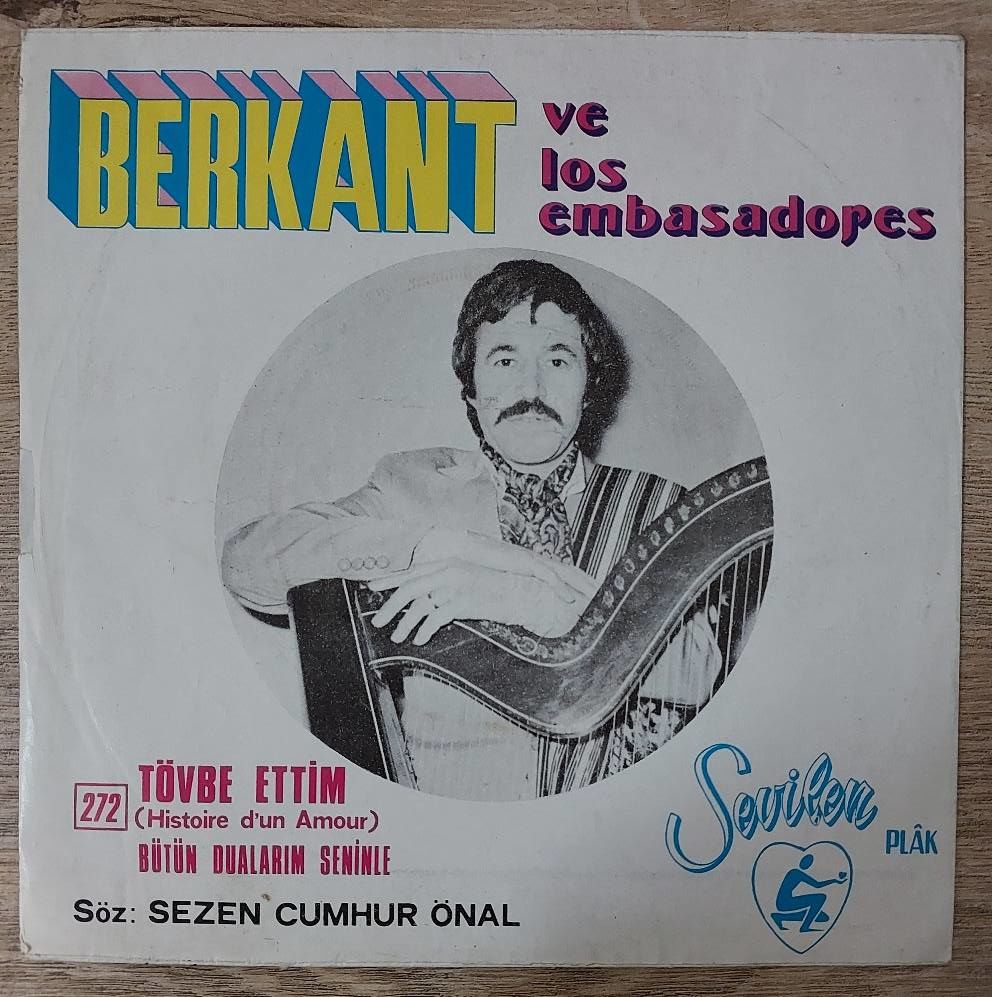 BERKANT
ve
los
embasadores
272
TÖVBE ETTİM
(Histoire d'un Amour)
BÜTÜN DUALARIM SENİNLE
Söz: SEZEN CUMHUR ÖNAL
Sevilen
PLÂK